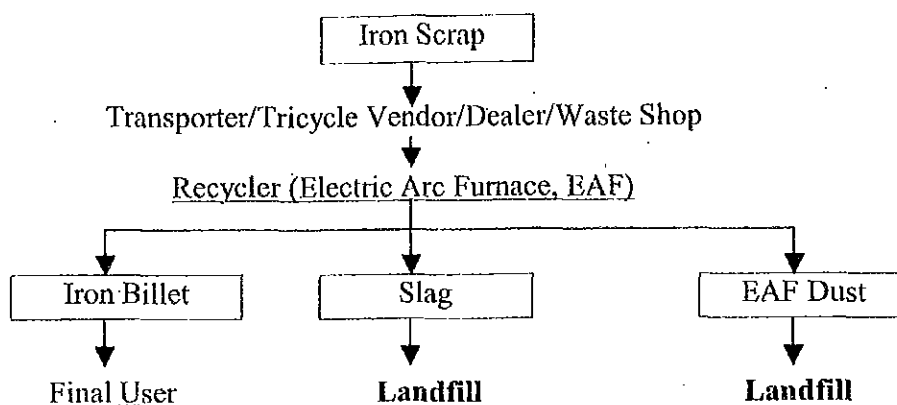 Iron Scrap
Transporter/Tricycle Vendor/Dealer/Waste Shop
Recycler (Electric Arc Furnace, EAF)
Iron Billet
Slag
EAF Dust
Final User
Landfill
Landfill